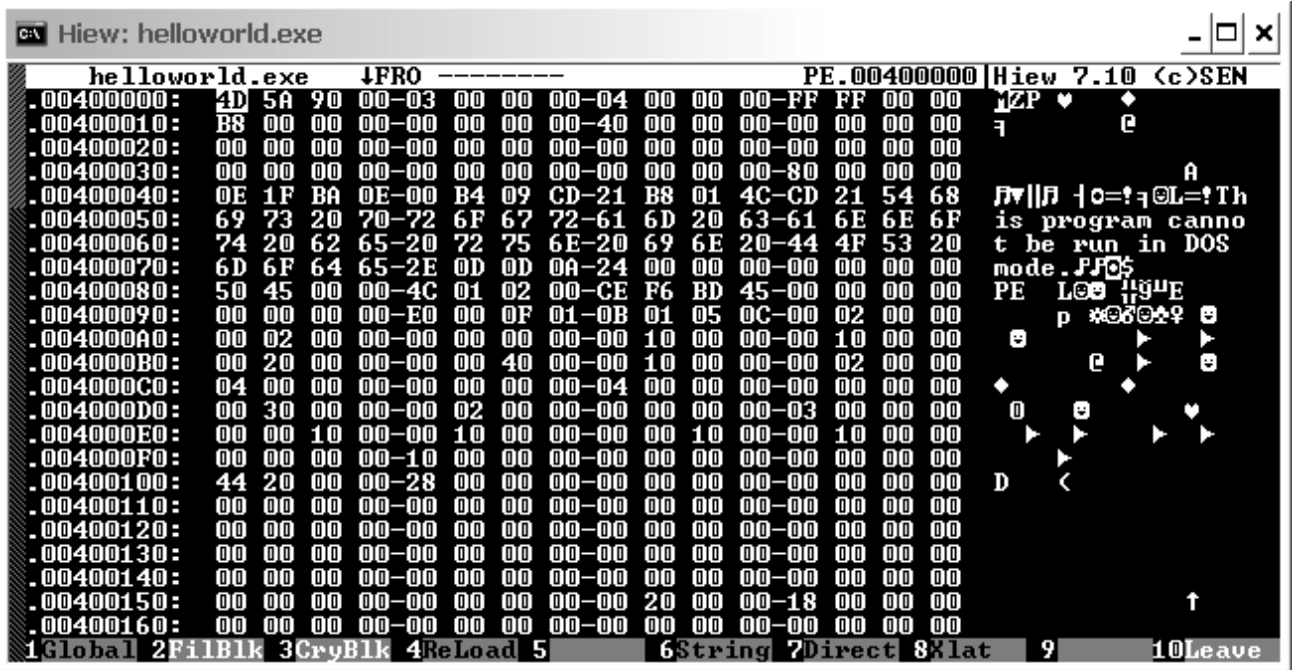 Hiew: helloworld.exe
helloworld.exe ↓FRO -------- PE.00400000|Hiew 7.10 (c)SEN
.00400000: 4D 5A 90 00-03 00 00 00-04 00 00 00-FF FF 00 00 MZP ♥ ♦
.00400010: B8 00 00 00-00 00 00 00-40 00 00 00-00 00 00 00 ╕ @
.00400020: 00 00 00 00-00 00 00 00-00 00 00 00-00 00 00 00
.00400030: 00 00 00 00-00 00 00 00-00 00 00 00-80 00 00 00 А
.00400040: 0E 1F BA 0E-00 B4 09 CD-21 B8 01 4C-CD 21 54 68 ♫▼║♫ ┤○=!╕☺L=!Th
.00400050: 69 73 20 70-72 6F 67 72-61 6D 20 63-61 6E 6E 6F is program canno
.00400060: 74 20 62 65-20 72 75 6E-20 69 6E 20-44 4F 53 20 t be run in DOS
.00400070: 6D 6F 64 65-2E 0D 0D 0A-24 00 00 00-00 00 00 00 mode.♪♪◙$
.00400080: 50 45 00 00-4C 01 02 00-CE F6 BD 45-00 00 00 00 PE L☺☻ ╬Ў╜E
.00400090: 00 00 00 00-E0 00 0F 01-0B 01 05 0C-00 02 00 00 р ☼☺♂☺♣♀ ☻
.004000A0: 00 02 00 00-00 00 00 00-00 10 00 00-00 10 00 00 ☻ ► ►
.004000B0: 00 20 00 00-00 00 40 00-00 10 00 00-00 02 00 00 @ ► ☻
.004000C0: 04 00 00 00-00 00 00 00-04 00 00 00-00 00 00 00 ♦ ♦
.004000D0: 00 30 00 00-00 02 00 00-00 00 00 00-03 00 00 00 0 ☻ ♥
.004000E0: 00 00 10 00-00 10 00 00-00 00 10 00-00 10 00 00 ► ► ► ►
.004000F0: 00 00 00 00-10 00 00 00-00 00 00 00-00 00 00 00 ►
.00400100: 44 20 00 00-28 00 00 00-00 00 00 00-00 00 00 00 D (
.00400110: 00 00 00 00-00 00 00 00-00 00 00 00-00 00 00 00
.00400120: 00 00 00 00-00 00 00 00-00 00 00 00-00 00 00 00
.00400130: 00 00 00 00-00 00 00 00-00 00 00 00-00 00 00 00
.00400140: 00 00 00 00-00 00 00 00-00 00 00 00-00 00 00 00
.00400150: 00 00 00 00-00 00 00 00-00 20 00 00-18 00 00 00 ↑
.00400160: 00 00 00 00-00 00 00 00-00 00 00 00-00 00 00 00
1Global 2FilBlk 3CryBlk 4ReLoad 5 6String 7Direct 8Xlat 9 10Leave